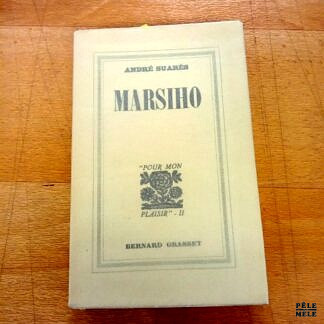 ANDRÉ SUARÈS
MARSIHO
"POUR MON
PLAISIR" - II
BERNARD GRASSET
PÊLE
MÊLE